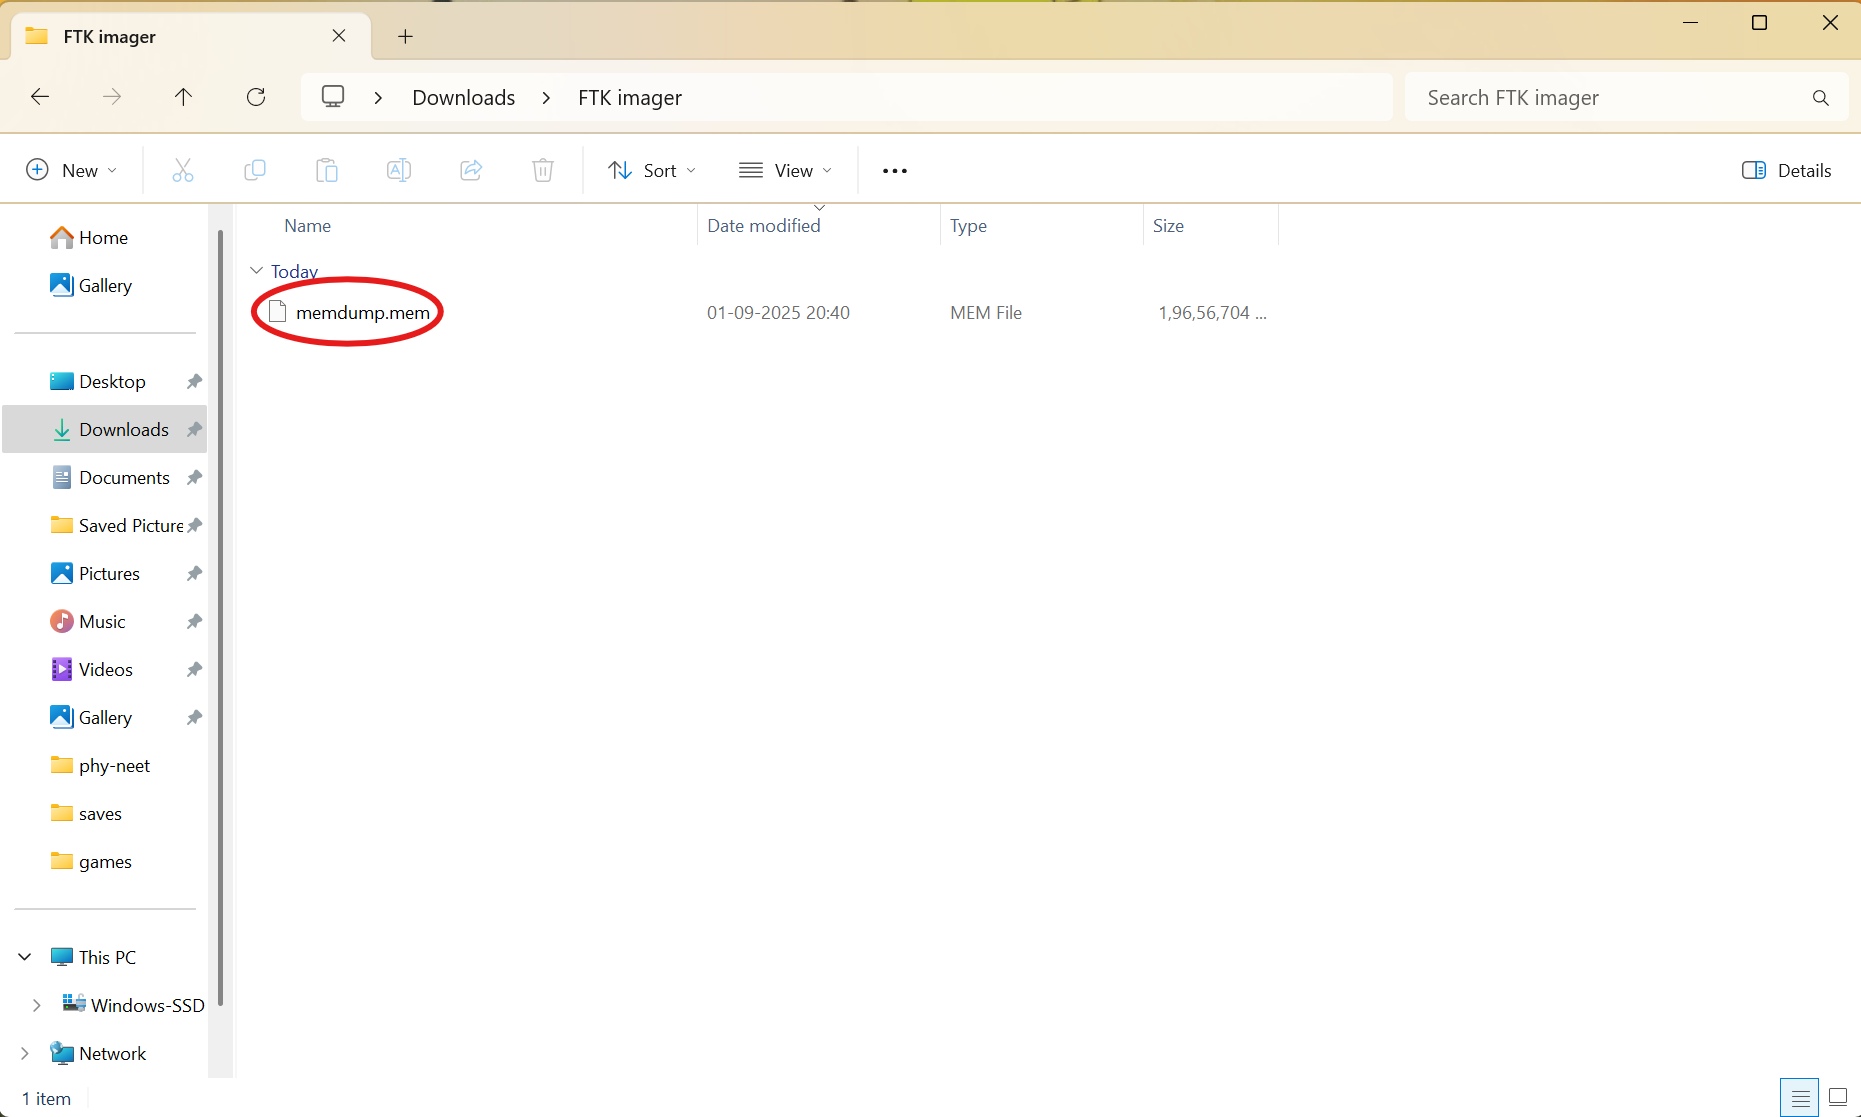 FTK imager
Downloads > FTK imager
Search FTK imager
New
Sort
View
Details
Name
Date modified
Type
Size
Today
memdump.mem
01-09-2025 20:40
MEM File
1,96,56,704 ...
Home
Gallery
Desktop
Downloads
Documents
Saved Picture
Pictures
Music
Videos
Gallery
phy-neet
saves
games
This PC
Windows-SSD
Network
1 item